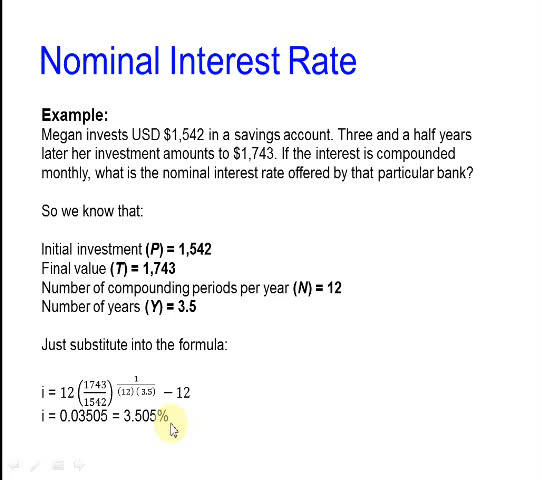 Nominal Interest Rate
Example:
Megan invests USD $1,542 in a savings account. Three and a half years
later her investment amounts to $1,743. If the interest is compounded
monthly, what is the nominal interest rate offered by that particular bank?
So we know that:
Initial investment (P) = 1,542
Final value (T) = 1,743
Number of compounding periods per year (N) = 12
Number of years (Y) = 3.5
Just substitute into the formula:
i = 12 (1743/1542)^(1/((12)(3.5))) − 12
i = 0.03505 = 3.505%